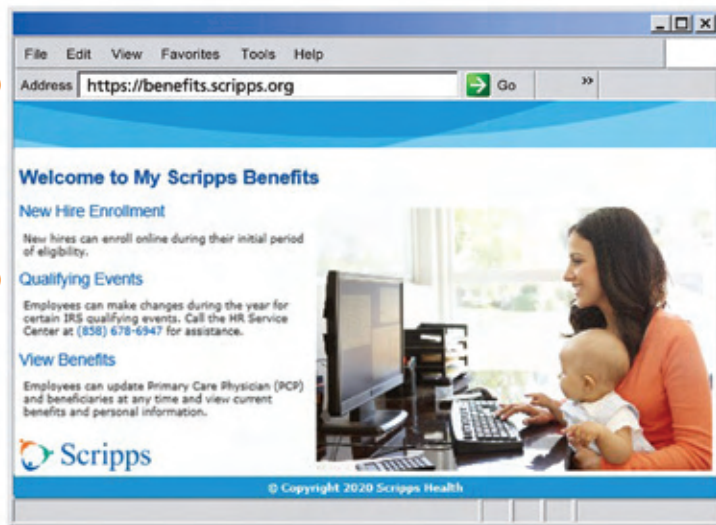 File Edit View Favorites Tools Help
Address https://benefits.scripps.org Go »
Welcome to My Scripps Benefits
New Hire Enrollment
New hires can enroll online during their initial period
of eligibility.
Qualifying Events
Employees can make changes during the year for
certain IRS qualifying events. Call the HR Service
Center at (858) 678-6947 for assistance.
View Benefits
Employees can update Primary Care Physician (PCP)
and beneficiaries at any time and view current
benefits and personal information.
Scripps
© Copyright 2020 Scripps Health